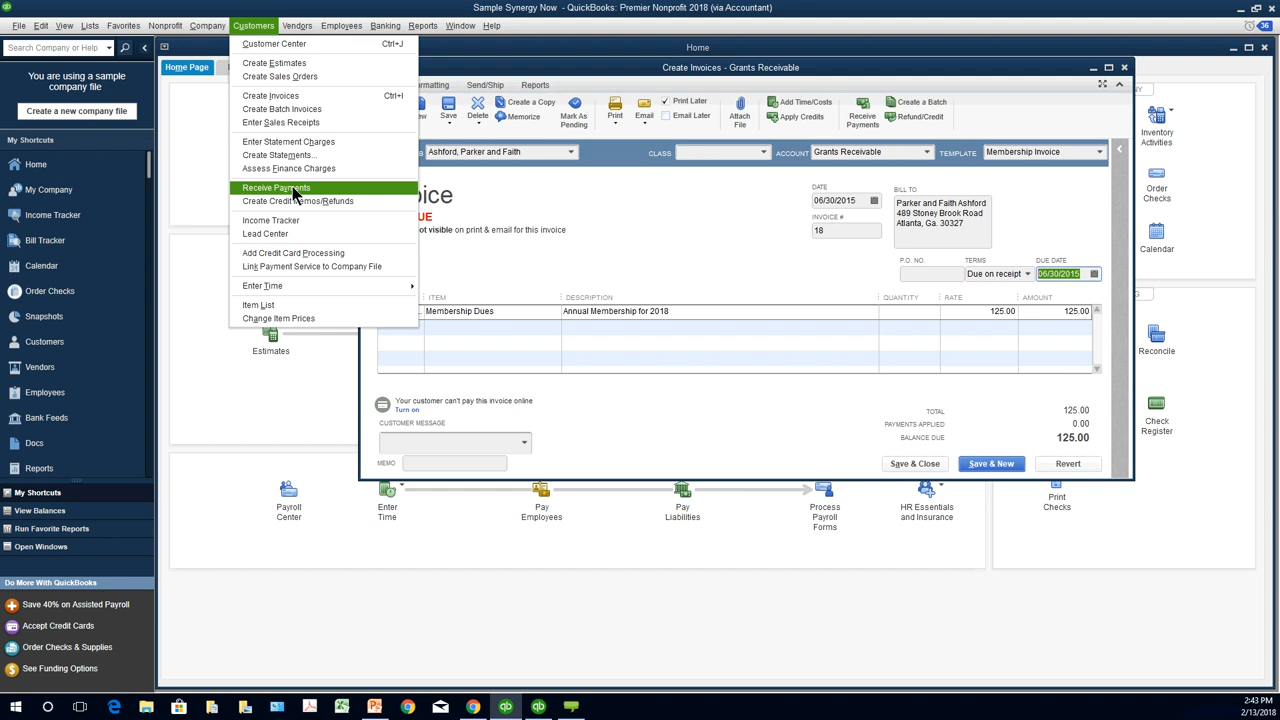 Sample Synergy Now - QuickBooks: Premier Nonprofit 2018 (via Accountant)
File Edit View Lists Favorites Nonprofit Company Customers Vendors Employees Banking Reports Window Help
36
Search Company or Help
Home
You are using a sample
company file
Create a new company file
My Shortcuts
Home
My Company
Income Tracker
Bill Tracker
Calendar
Order Checks
Snapshots
Customers
Vendors
Employees
Bank Feeds
Docs
Reports
My Shortcuts
View Balances
Run Favorite Reports
Open Windows
Do More With QuickBooks
Save 40% on Assisted Payroll
Accept Credit Cards
Order Checks & Supplies
See Funding Options
Home Page
Customer Center Ctrl+J
Create Estimates
Create Sales Orders
Create Invoices Ctrl+I
Create Batch Invoices
Enter Sales Receipts
Enter Statement Charges
Create Statements...
Assess Finance Charges
Receive Payments
Create Credit Memos/Refunds
Income Tracker
Lead Center
Add Credit Card Processing
Link Payment Service to Company File
Enter Time
Item List
Change Item Prices
Create Invoices - Grants Receivable
rmatting Send/Ship Reports
Save
Delete
Create a Copy
Memorize
Mark As
Pending
Print
Email
Print Later
Email Later
Attach
File
Add Time/Costs
Apply Credits
Receive
Payments
Create a Batch
Refund/Credit
Ashford, Parker and Faith
CLASS
ACCOUNT Grants Receivable
TEMPLATE Membership Invoice
oice
UE
ot visible on print & email for this invoice
DATE
06/30/2015
INVOICE #
18
BILL TO
Parker and Faith Ashford
489 Stoney Brook Road
Atlanta, Ga. 30327
P.O. NO. TERMS DUE DATE
Due on receipt 06/30/2015
ITEM DESCRIPTION QUANTITY RATE AMOUNT
Membership Dues Annual Membership for 2018 125.00 125.00
Your customer can't pay this invoice online
Turn on
CUSTOMER MESSAGE
MEMO
TOTAL 125.00
PAYMENTS APPLIED 0.00
BALANCE DUE 125.00
Save & Close Save & New Revert
Estimates
Payroll
Center
Enter
Time
Pay
Employees
Pay
Liabilities
Process
Payroll
Forms
HR Essentials
and Insurance
Y
Inventory
Activities
Order
Checks
Calendar
G
Reconcile
Check
Register
Print
Checks
2:43 PM
2/13/2018